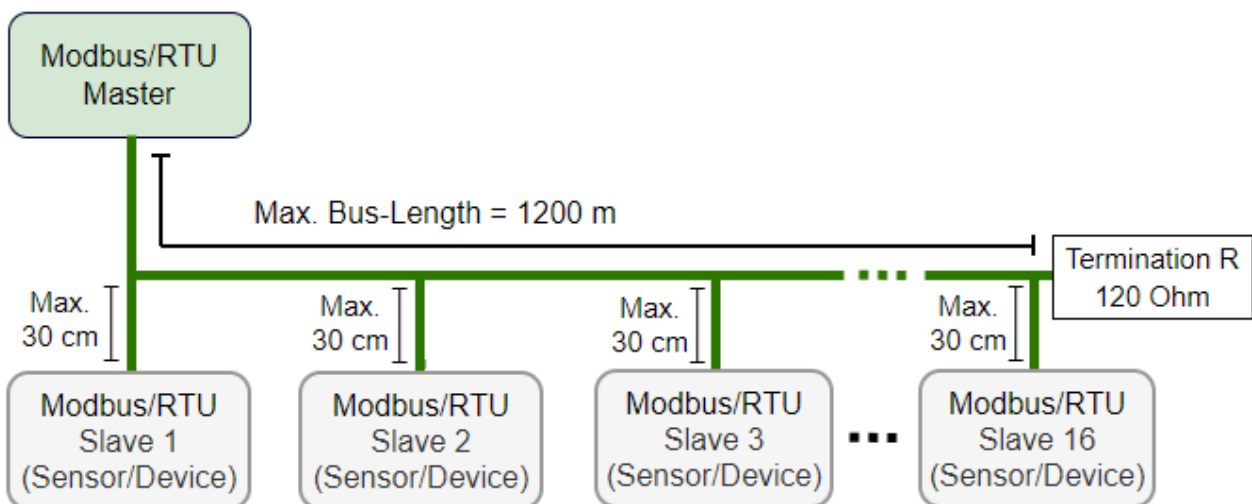 Modbus/RTU
Master
Max. Bus-Length = 1200 m
Termination R
120 Ohm
Max.
30 cm
Max.
30 cm
Max.
30 cm
Max.
30 cm
Modbus/RTU
Slave 1
(Sensor/Device)
Modbus/RTU
Slave 2
(Sensor/Device)
Modbus/RTU
Slave 3
(Sensor/Device)
Modbus/RTU
Slave 16
(Sensor/Device)